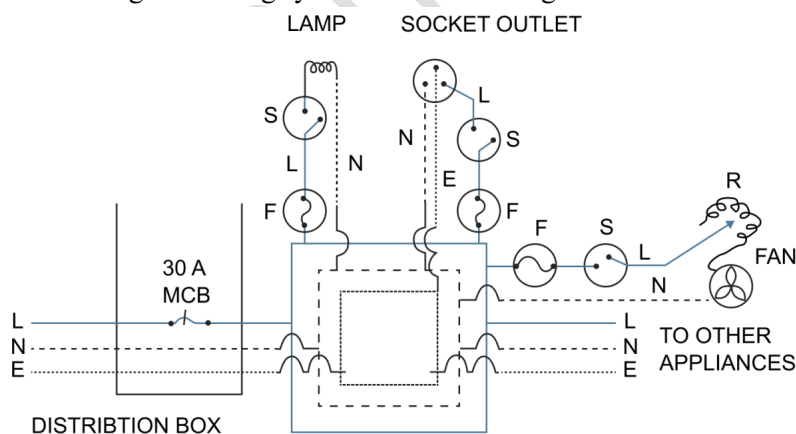 LAMP SOCKET OUTLET
S L
L N N S
E
F F R
F S
L FAN
30 A
MCB N
L L TO OTHER
N N APPLIANCES
E E
DISTRIBTION BOX